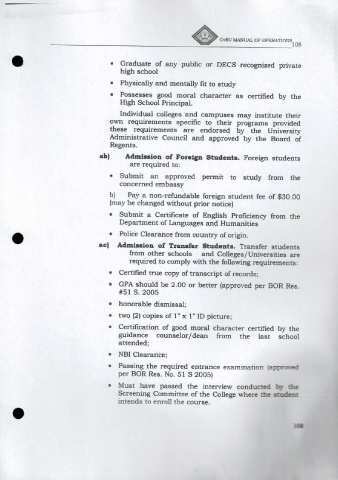 CvSU MANUAL OF OPERATIONS
108
• Graduate of any public or DECS recognized private
high school
• Physically and mentally fit to study
• Possesses good moral character as certified by the
High School Principal.
Individual colleges and campuses may institute their
own requirements specific to their programs provided
these requirements are endorsed by the University
Administrative Council and approved by the Board of
Regents.
ab) Admission of Foreign Students. Foreign students
are required to:
• Submit an approved permit to study from the
concerned embassy
b) Pay a non-refundable foreign student fee of $30.00
(may be changed without prior notice)
• Submit a Certificate of English Proficiency from the
Department of Languages and Humanities
• Police Clearance from country of origin.
ac) Admission of Transfer Students. Transfer students
from other schools and Colleges/Universities are
required to comply with the following requirements:
• Certified true copy of transcript of records;
• GPA should be 2.00 or better (approved per BOR Res.
#51 S. 2005
• honorable dismissal;
• two (2) copies of 1" x 1" ID picture;
• Certification of good moral character certified by the
guidance counselor/dean from the last school
attended;
• NBI Clearance;
• Passing the required entrance examination (approved
per BOR Res. No. 51 S 2005)
• Must have passed the interview conducted by the
Screening Committee of the College where the student
intends to enroll the course.
108